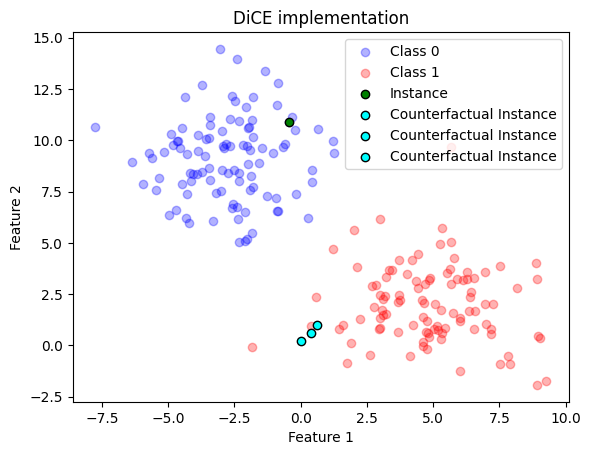 DiCE implementation
15.0
12.5
10.0
7.5
5.0
2.5
0.0
−2.5
Feature 2
Class 0
Class 1
Instance
Counterfactual Instance
Counterfactual Instance
Counterfactual Instance
−7.5 −5.0 −2.5 0.0 2.5 5.0 7.5 10.0
Feature 1